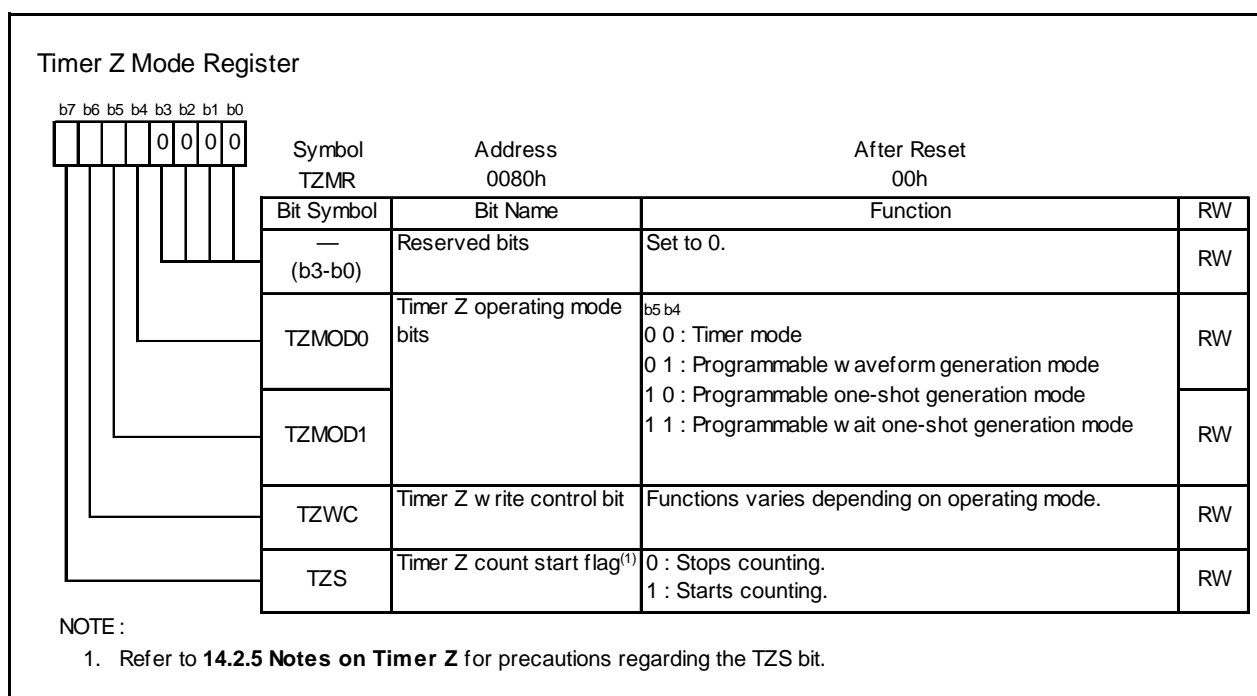 Timer Z Mode Register
b7 b6 b5 b4 b3 b2 b1 b0
0 0 0 0
Symbol Address After Reset
TZMR 0080h 00h
Bit Symbol Bit Name Function RW
—
(b3-b0)
Reserved bits
Set to 0.
RW
TZMOD0
Timer Z operating mode
bits
b5 b4
0 0 : Timer mode
0 1 : Programmable waveform generation mode
1 0 : Programmable one-shot generation mode
1 1 : Programmable wait one-shot generation mode
RW
TZMOD1
RW
TZWC
Timer Z write control bit
Functions varies depending on operating mode.
RW
TZS
Timer Z count start flag(1)
0 : Stops counting.
1 : Starts counting.
RW
NOTE :
1. Refer to 14.2.5 Notes on Timer Z for precautions regarding the TZS bit.